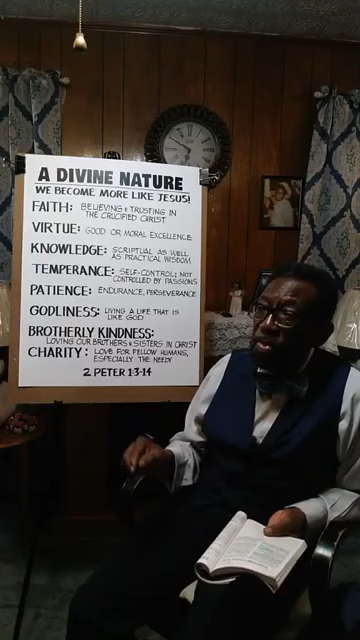 A DIVINE NATURE
WE BECOME MORE LIKE JESUS!
FAITH: BELIEVING & TRUSTING IN
THE CRUCIFIED CHRIST
VIRTUE: GOOD OR MORAL EXCELLENCE
KNOWLEDGE: SCRIPTUAL AS WELL
AS PRACTICAL WISDOM
TEMPERANCE: SELF-CONTROL; NOT
CONTROLLED BY PASSIONS
PATIENCE: ENDURANCE, PERSEVERANCE
GODLINESS: LIVING A LIFE THAT IS
LIKE GOD
BROTHERLY KINDNESS:
LOVING OUR BROTHERS & SISTERS IN CHRIST
CHARITY: LOVE FOR FELLOW HUMANS,
ESPECIALLY THE NEEDY
2 PETER 1:3-14